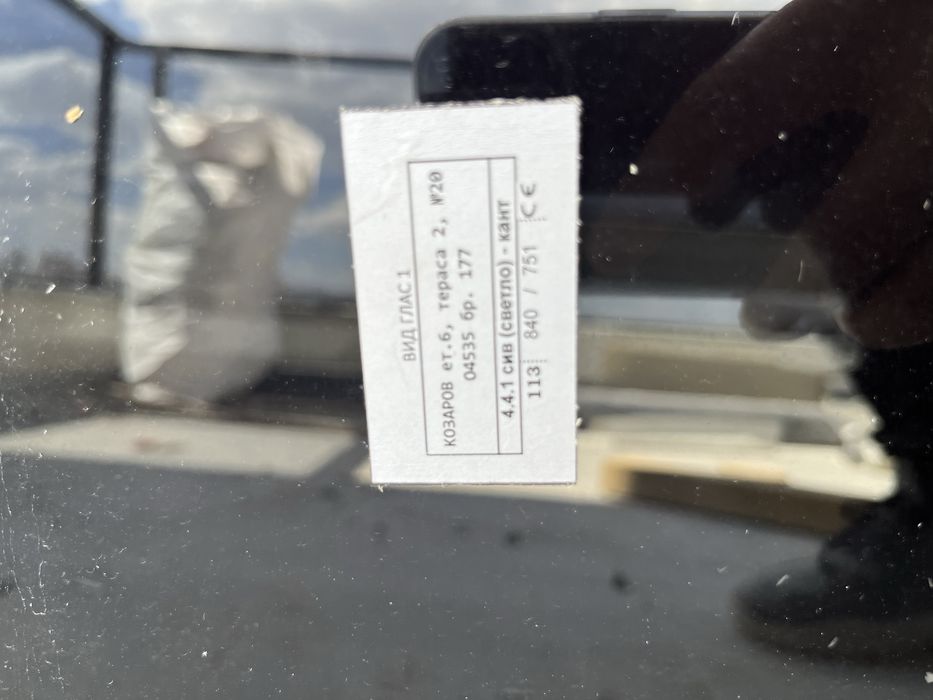 ВИД ГЛАС 1
КОЗАРОВ ет.6, тераса 2, №20
04535 бр. 177
4.4.1 сив (светло) - кант
113 840 / 751 CE